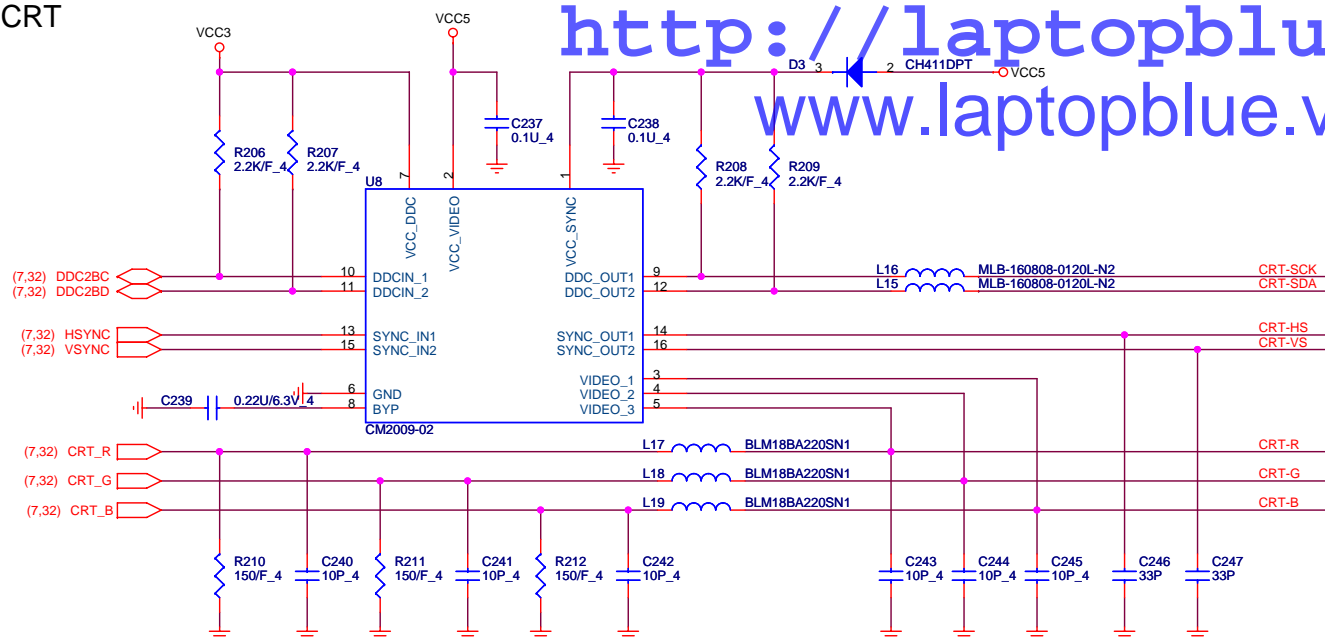 CRT
http://laptopblu
www.laptopblue.v
VCC3
VCC5
D3 3 2 CH411DPT
VCC5
C237
0.1U_4
C238
0.1U_4
R206
2.2K/F_4
R207
2.2K/F_4
R208
2.2K/F_4
R209
2.2K/F_4
U8
7 2 1
VCC_DDC
VCC_VIDEO
VCC_SYNC
(7,32) DDC2BC 10 DDCIN_1 DDC_OUT1 9 L16 MLB-160808-0120L-N2 CRT-SCK
(7,32) DDC2BD 11 DDCIN_2 DDC_OUT2 12 L15 MLB-160808-0120L-N2 CRT-SDA
(7,32) HSYNC 13 SYNC_IN1 SYNC_OUT1 14 CRT-HS
(7,32) VSYNC 15 SYNC_IN2 SYNC_OUT2 16 CRT-VS
VIDEO_1 3
6 GND VIDEO_2 4
C239 0.22U/6.3V_4 8 BYP VIDEO_3 5
CM2009-02
(7,32) CRT_R L17 BLM18BA220SN1 CRT-R
(7,32) CRT_G L18 BLM18BA220SN1 CRT-G
(7,32) CRT_B L19 BLM18BA220SN1 CRT-B
R210
150/F_4
C240
10P_4
R211
150/F_4
C241
10P_4
R212
150/F_4
C242
10P_4
C243
10P_4
C244
10P_4
C245
10P_4
C246
33P
C247
33P